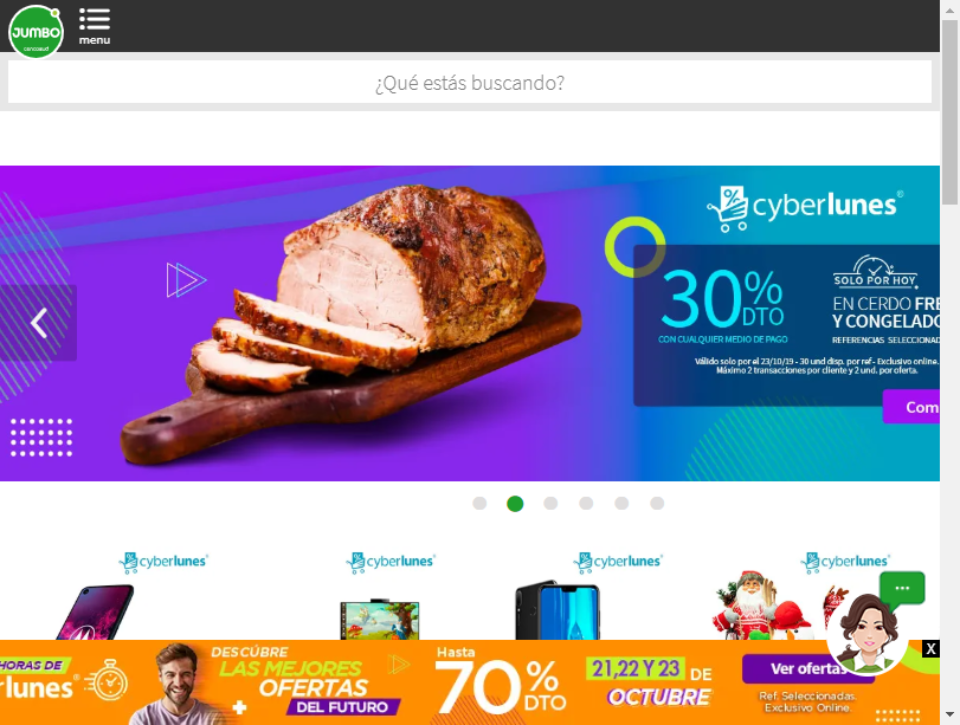 JUMBO
cencosud
menu
¿Qué estás buscando?
cyberlunes
30% DTO
CON CUALQUIER MEDIO DE PAGO
SOLO POR HOY
EN CERDO FRE
Y CONGELADO
REFERENCIAS SELECCIONAD
Válido solo por el 23/10/19 - 30 und disp. por ref - Exclusivo online.
Máximo 2 transacciones por cliente y 2 und. por oferta.
Com
cyberlunes
cyberlunes
cyberlunes
cyberlunes
HORAS DE
rlunes
DESCÚBRE
LAS MEJORES
OFERTAS
+ DEL FUTURO
Hasta
70% DTO
21,22 Y 23 DE
OCTUBRE
Ver ofertas
Ref. Seleccionadas.
Exclusivo Online.
X